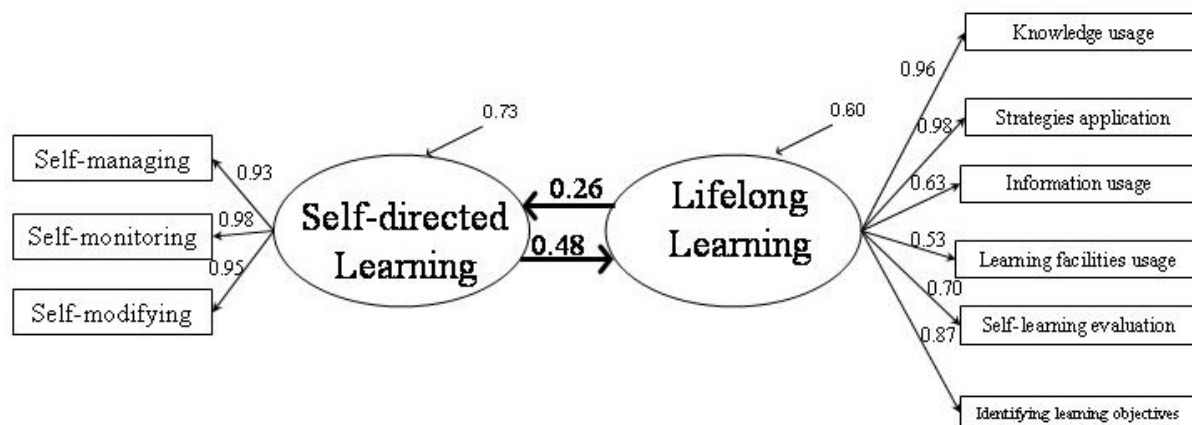 Knowledge usage
0.96
0.73
0.60
Strategies application
0.98
Self-managing
0.93
0.63
Information usage
0.26
Self-directed
Learning
Lifelong
Learning
0.98
Self-monitoring
0.48
0.53
Learning facilities usage
0.95
0.70
Self-modifying
Self-learning evaluation
0.87
Identifying learning objectives